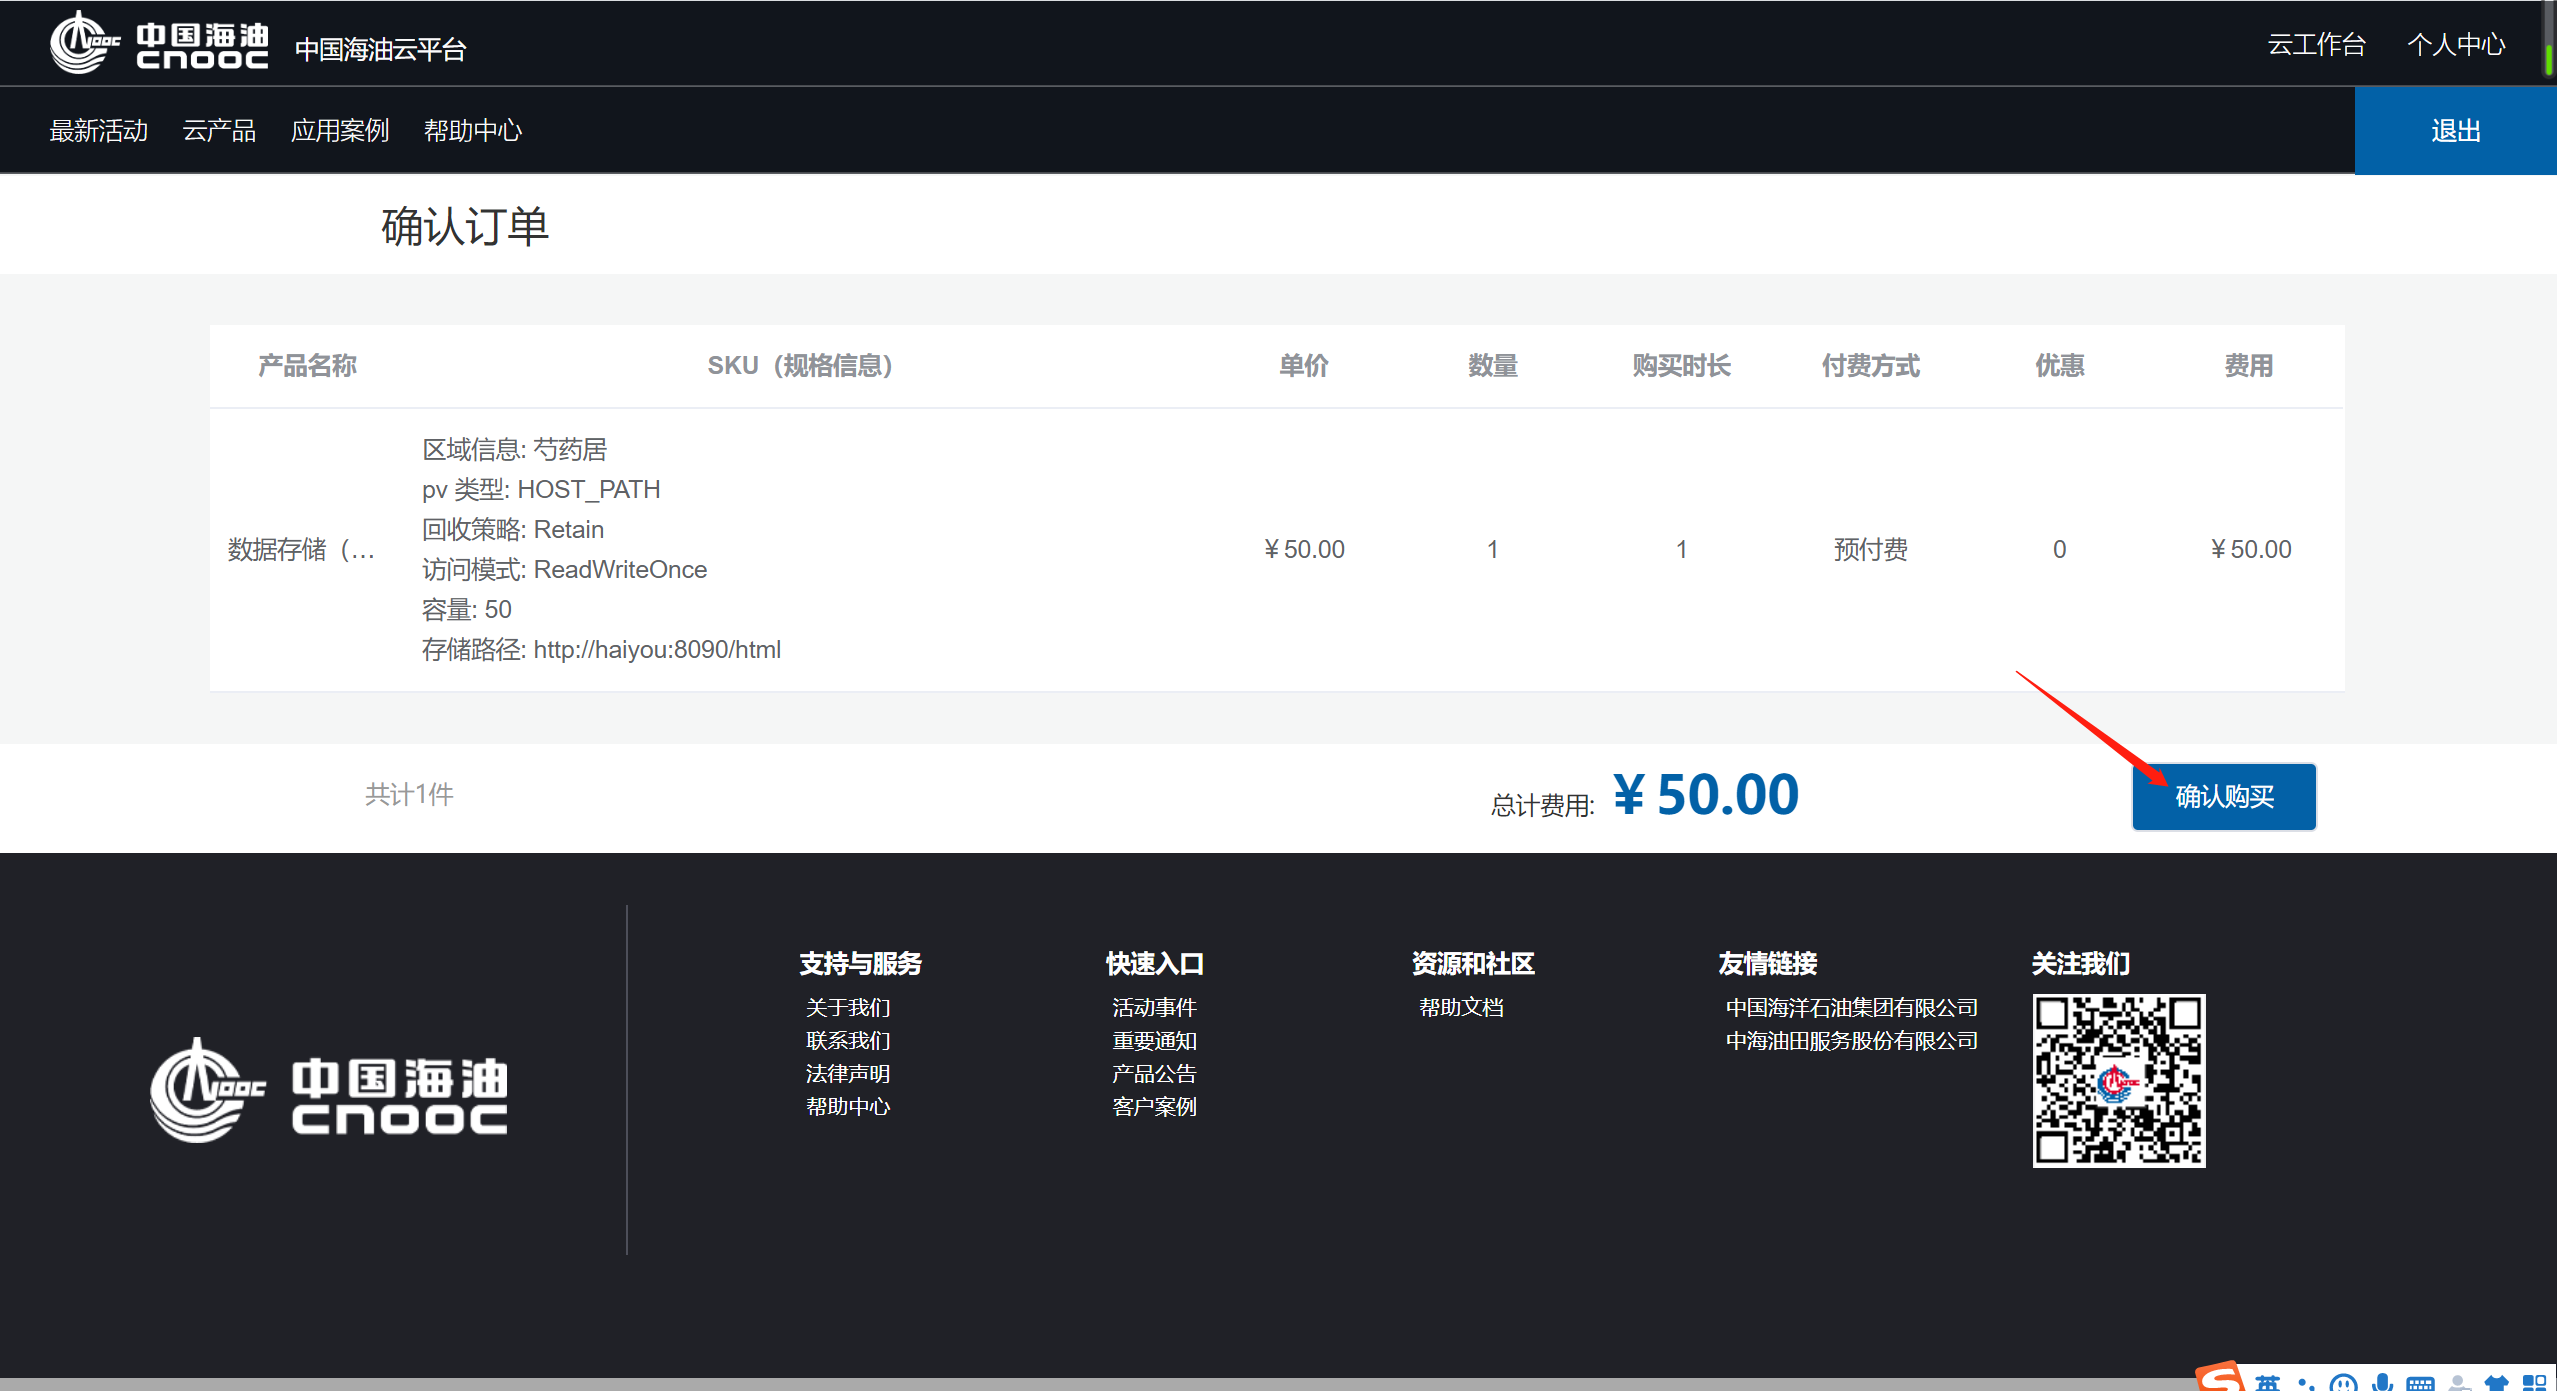 中国海油
CNOOC
中国海油云平台
云工作台
个人中心
最新活动
云产品
应用案例
帮助中心
退出
确认订单
产品名称
SKU（规格信息）
单价
数量
购买时长
付费方式
优惠
费用
数据存储（...
区域信息: 芍药居
pv 类型: HOST_PATH
回收策略: Retain
访问模式: ReadWriteOnce
容量: 50
存储路径: http://haiyou:8090/html
¥ 50.00
1
1
预付费
0
¥ 50.00
共计1件
总计费用: ¥ 50.00
确认购买
中国海油
CNOOC
支持与服务
关于我们
联系我们
法律声明
帮助中心
快速入口
活动事件
重要通知
产品公告
客户案例
资源和社区
帮助文档
友情链接
中国海洋石油集团有限公司
中海油田服务股份有限公司
关注我们
英